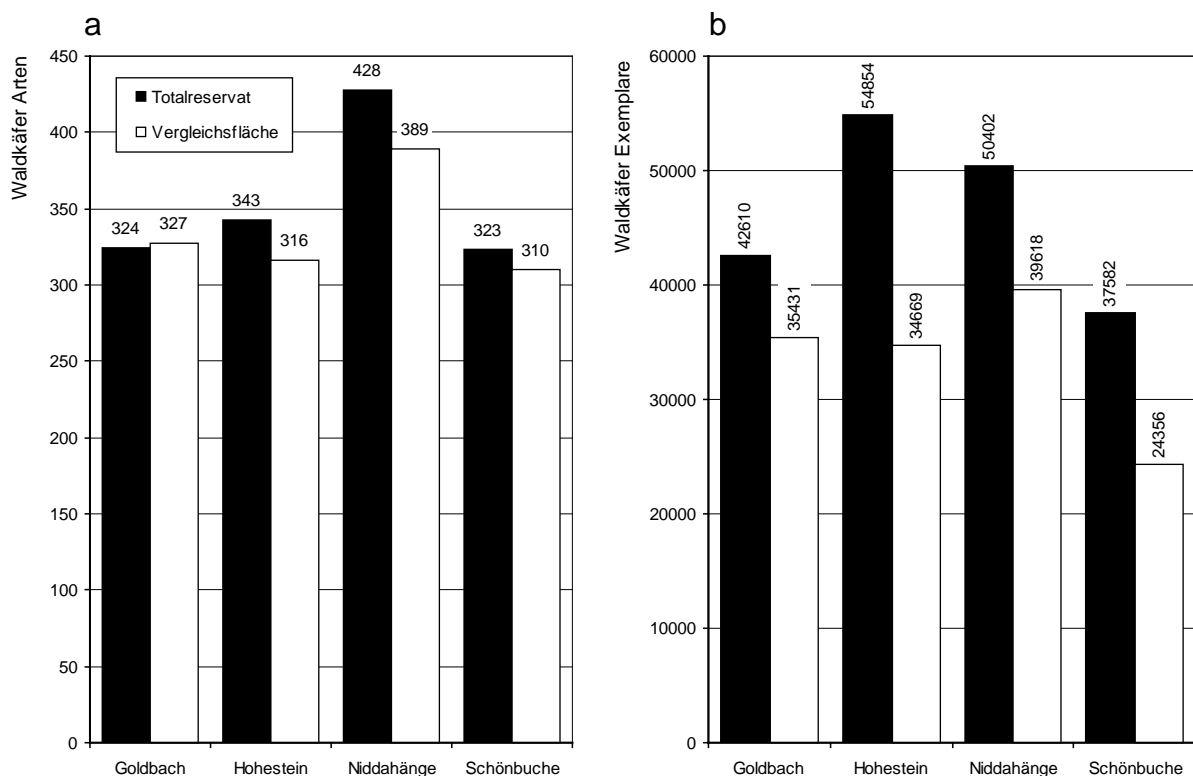 a
Waldkäfer Arten
450
400
350
300
250
200
150
100
50
0
Totalreservat
Vergleichsfläche
324
327
343
316
428
389
323
310
Goldbach
Hohestein
Niddahänge
Schönbuche
b
Waldkäfer Exemplare
60000
50000
40000
30000
20000
10000
0
42610
35431
54854
34669
50402
39618
37582
24356
Goldbach
Hohestein
Niddahänge
Schönbuche